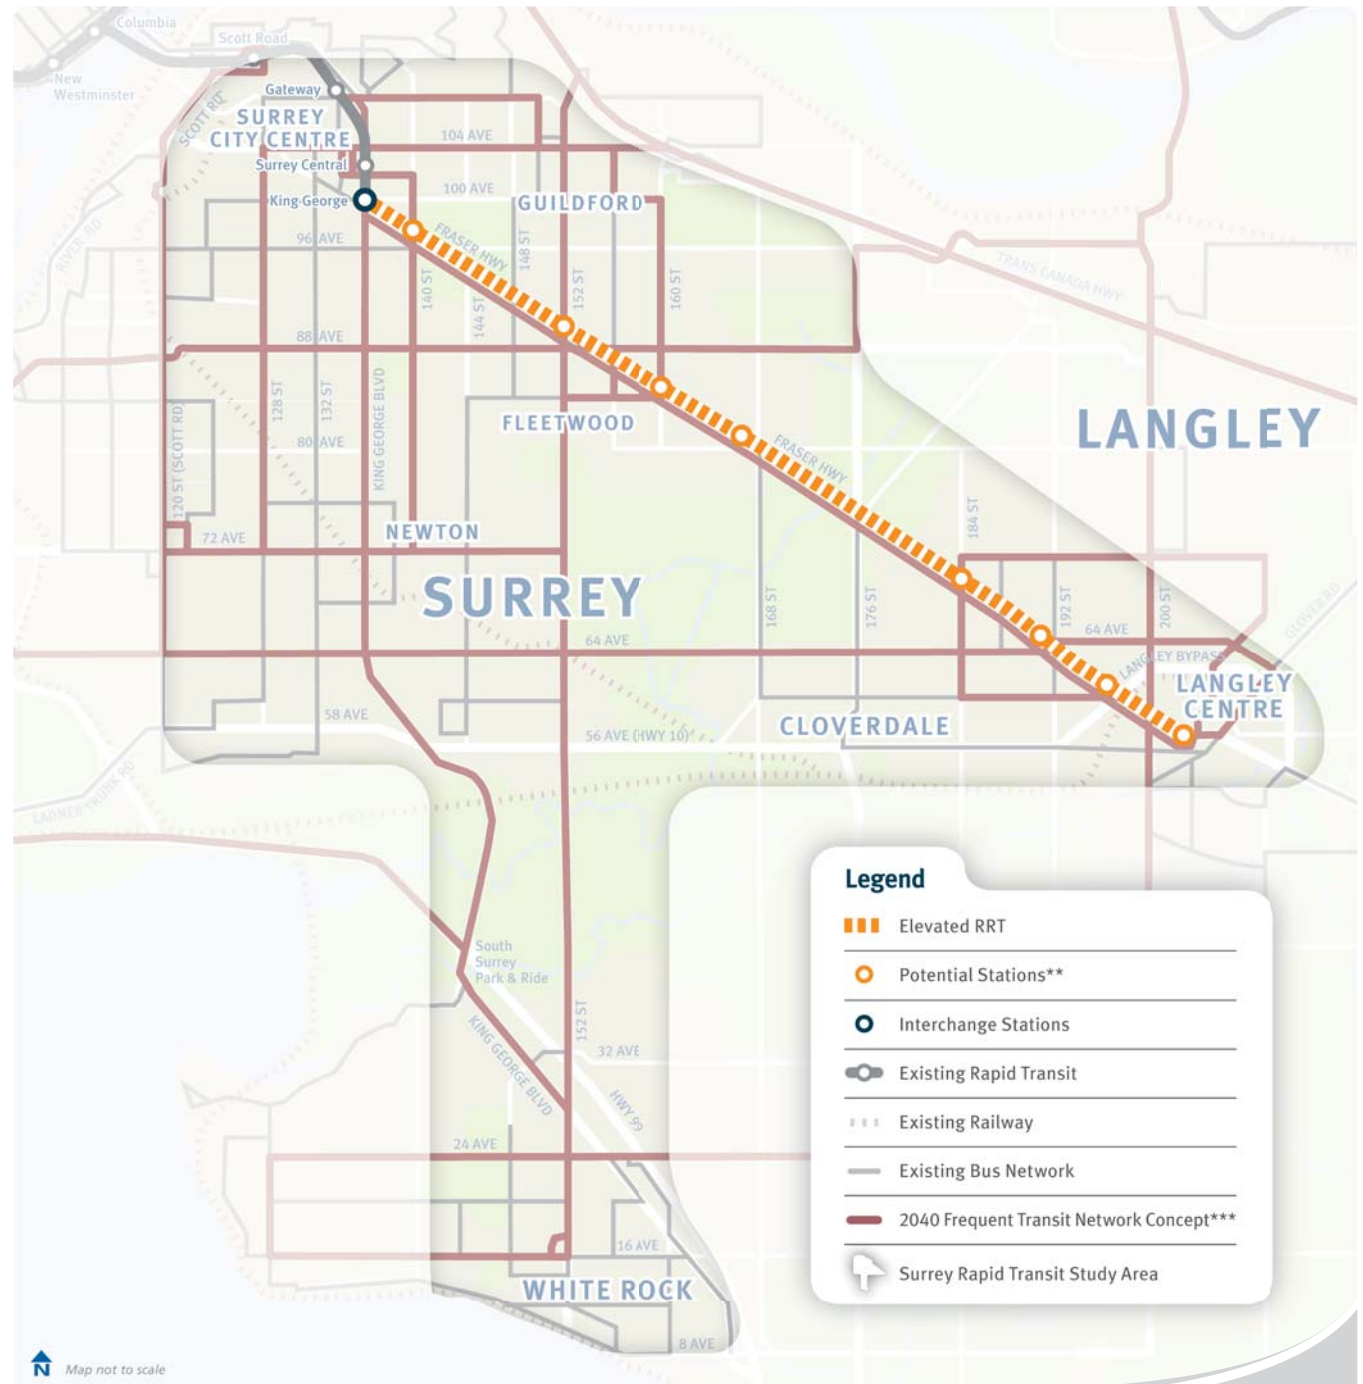 Columbia
Scott Road
New
Westminster
Gateway
SCOTT RD
SURREY
CITY CENTRE
104 AVE
Surrey Central
100 AVE
King George
GUILDFORD
RIVER RD
96 AVE
FRASER HWY
148 ST
TRANS CANADA HWY
140 ST
152 ST
160 ST
144 ST
88 AVE
128 ST
132 ST
KING GEORGE BLVD
120 ST (SCOTT RD)
FLEETWOOD
LANGLEY
80 AVE
FRASER HWY
184 ST
72 AVE
NEWTON
SURREY
168 ST
176 ST
192 ST
200 ST
GLOVER RD
64 AVE
64 AVE
LANGLEY BYPASS
LANGLEY
CENTRE
58 AVE
CLOVERDALE
56 AVE (HWY 10)
LADNER TRUNK RD
South
Surrey
Park & Ride
KING GEORGE BLVD
152 ST
32 AVE
HWY 99
24 AVE
16 AVE
WHITE ROCK
8 AVE
Legend
Elevated RRT
Potential Stations**
Interchange Stations
Existing Rapid Transit
Existing Railway
Existing Bus Network
2040 Frequent Transit Network Concept***
Surrey Rapid Transit Study Area
N
Map not to scale